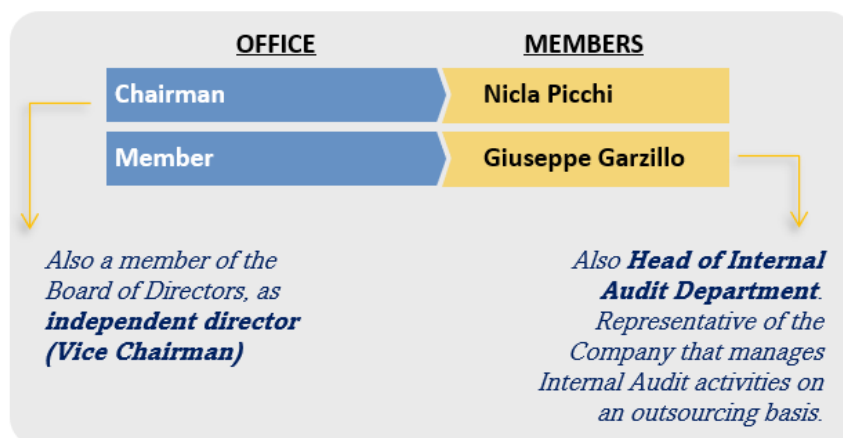 OFFICE MEMBERS
Chairman Nicla Picchi
Member Giuseppe Garzillo
Also a member of the
Board of Directors, as
independent director
(Vice Chairman)
Also Head of Internal
Audit Department.
Representative of the
Company that manages
Internal Audit activities on
an outsourcing basis.